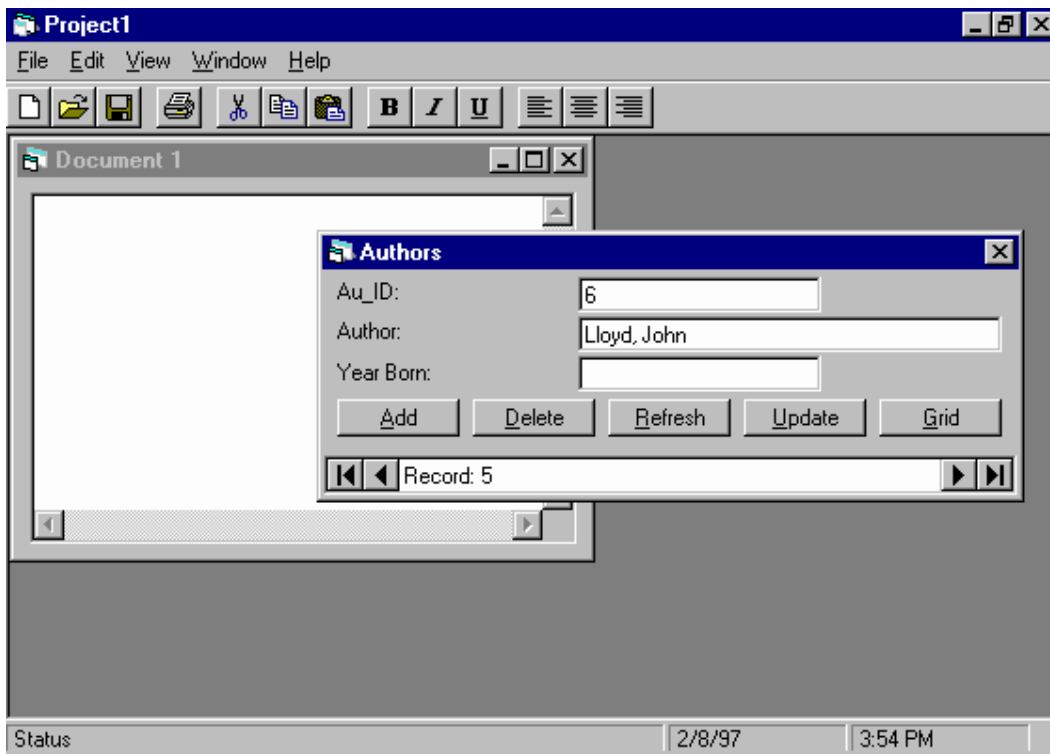 Project1
File Edit View Window Help
B I U
Document 1
Authors
Au_ID: 6
Author: Lloyd, John
Year Born:
Add Delete Refresh Update Grid
Record: 5
Status 2/8/97 3:54 PM